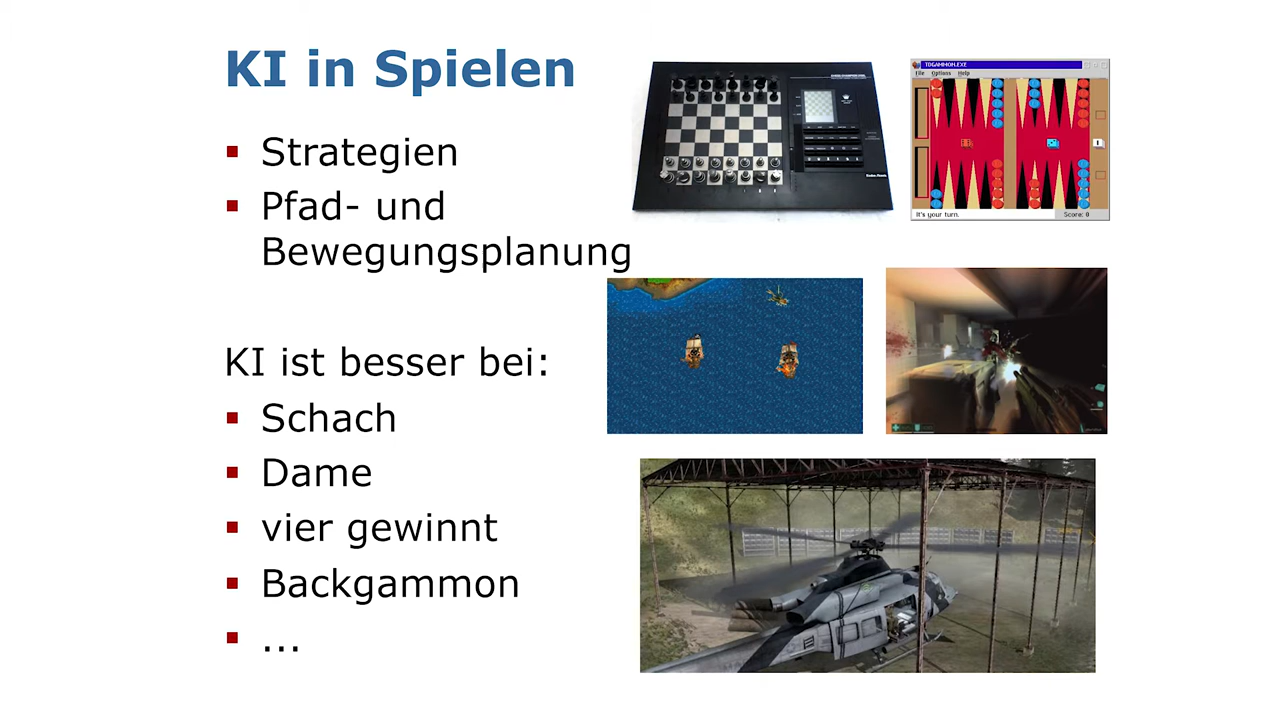 KI in Spielen
▪ Strategien
▪ Pfad- und
Bewegungsplanung
KI ist besser bei:
▪ Schach
▪ Dame
▪ vier gewinnt
▪ Backgammon
▪ ...
TDGAMMON.EXE
File Options Help
It's your turn.
Score: 0